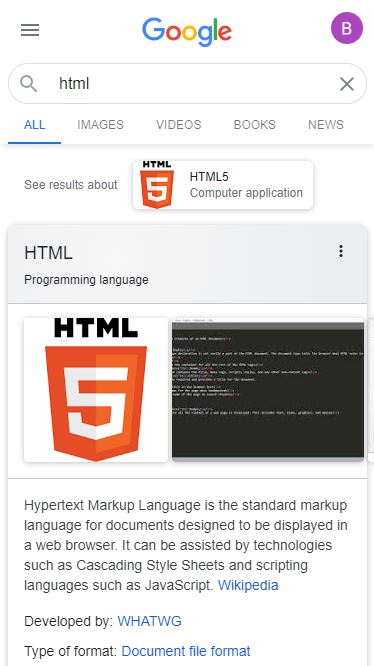 Google
B
html
ALL IMAGES VIDEOS BOOKS NEWS
See results about
HTML
5
HTML5
Computer application
HTML
Programming language
HTML
5
Hypertext Markup Language is the standard markup
language for documents designed to be displayed in
a web browser. It can be assisted by technologies
such as Cascading Style Sheets and scripting
languages such as JavaScript. Wikipedia
Developed by: WHATWG
Type of format: Document file format